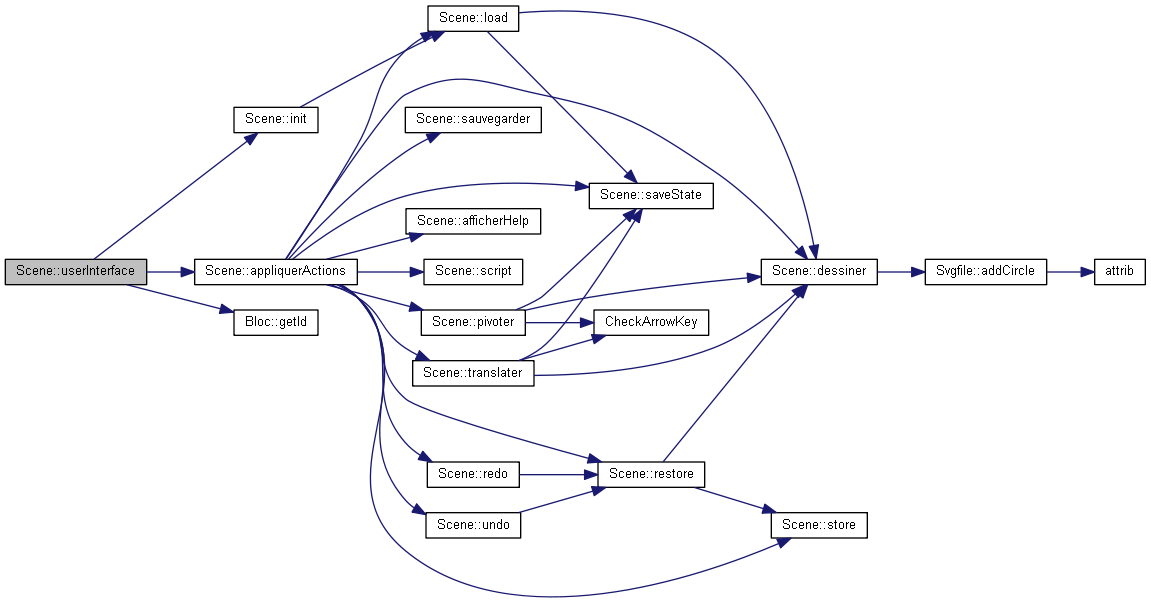 Scene::load
Scene::init
Scene::sauvegarder
Scene::saveState
Scene::afficherHelp
Scene::userInterface
Scene::appliquerActions
Scene::script
Scene::dessiner
Svgfile::addCircle
attrib
Bloc::getId
Scene::pivoter
CheckArrowKey
Scene::translater
Scene::redo
Scene::restore
Scene::undo
Scene::store